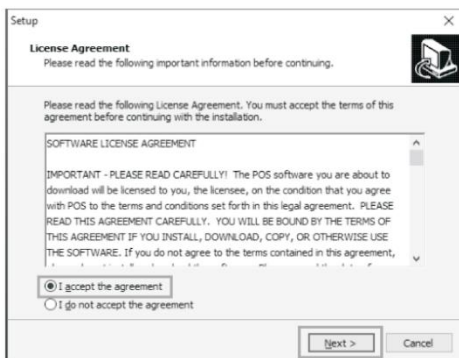 Setup
License Agreement
Please read the following important information before continuing.
Please read the following License Agreement. You must accept the terms of this
agreement before continuing with the installation.
SOFTWARE LICENSE AGREEMENT
IMPORTANT - PLEASE READ CAREFULLY! The POS software you are about to
download will be licensed to you, the licensee, on the condition that you agree
with POS to the terms and conditions set forth in this legal agreement. PLEASE
READ THIS AGREEMENT CAREFULLY. YOU WILL BE BOUND BY THE TERMS OF
THIS AGREEMENT IF YOU INSTALL, DOWNLOAD, COPY, OR OTHERWISE USE
THE SOFTWARE. If you do not agree to the terms contained in this agreement,
I accept the agreement
I do not accept the agreement
Next >
Cancel